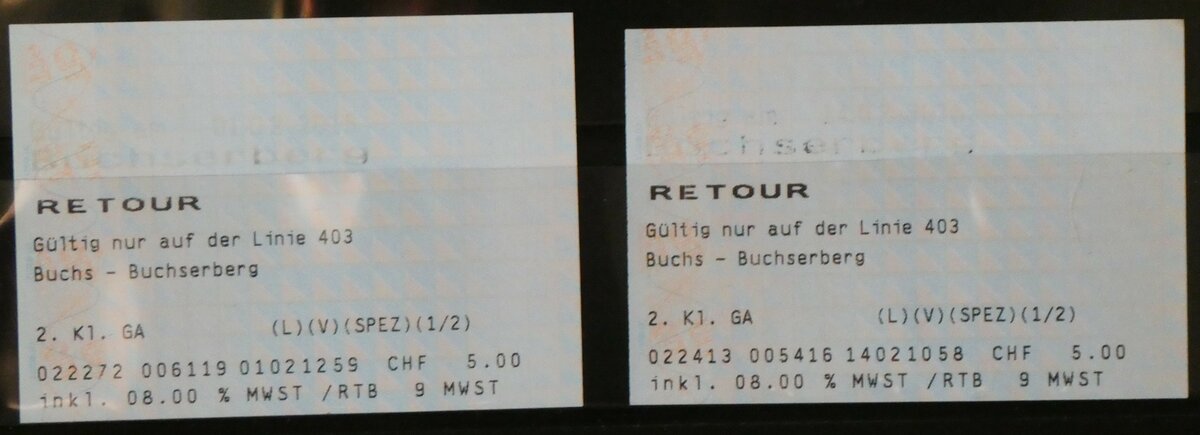 RETOUR
Gültig nur auf der Linie 403
Buchs - Buchserberg
2. Kl. GA (L)(V)(SPEZ)(1/2)
022272 006119 01021259 CHF 5.00
inkl. 08.00 % MWST /RTB 9 MWST
RETOUR
Gültig nur auf der Linie 403
Buchs - Buchserberg
2. Kl. GA (L)(V)(SPEZ)(1/2)
022413 005416 14021058 CHF 5.00
inkl. 08.00 % MWST /RTB 9 MWST